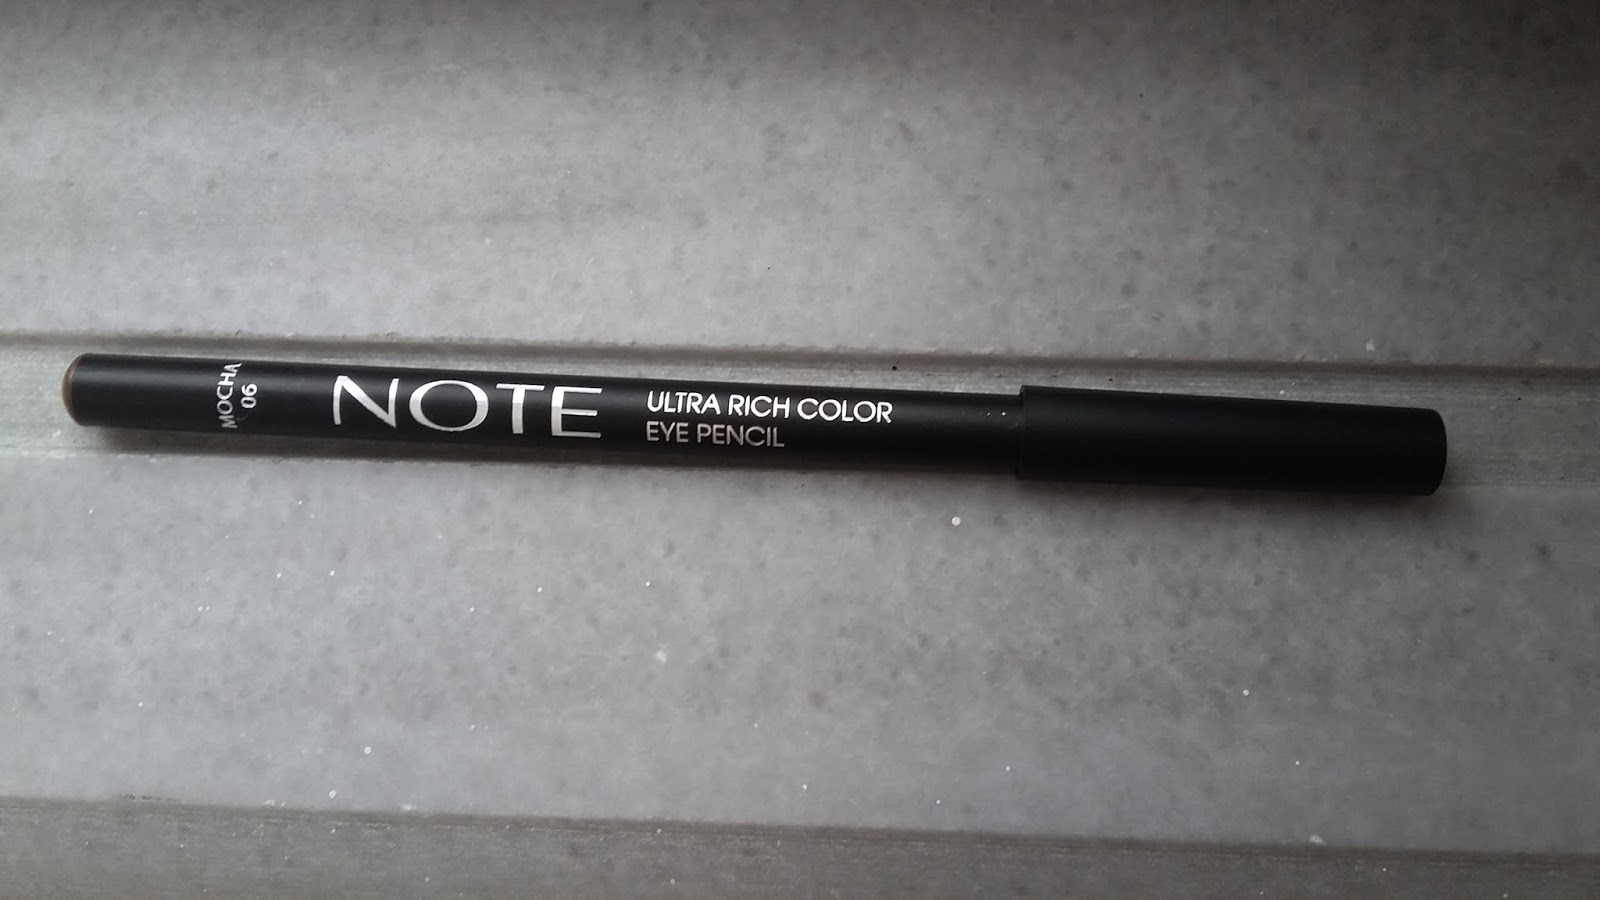 MOCHA
06
NOTE
ULTRA RICH COLOR
EYE PENCIL